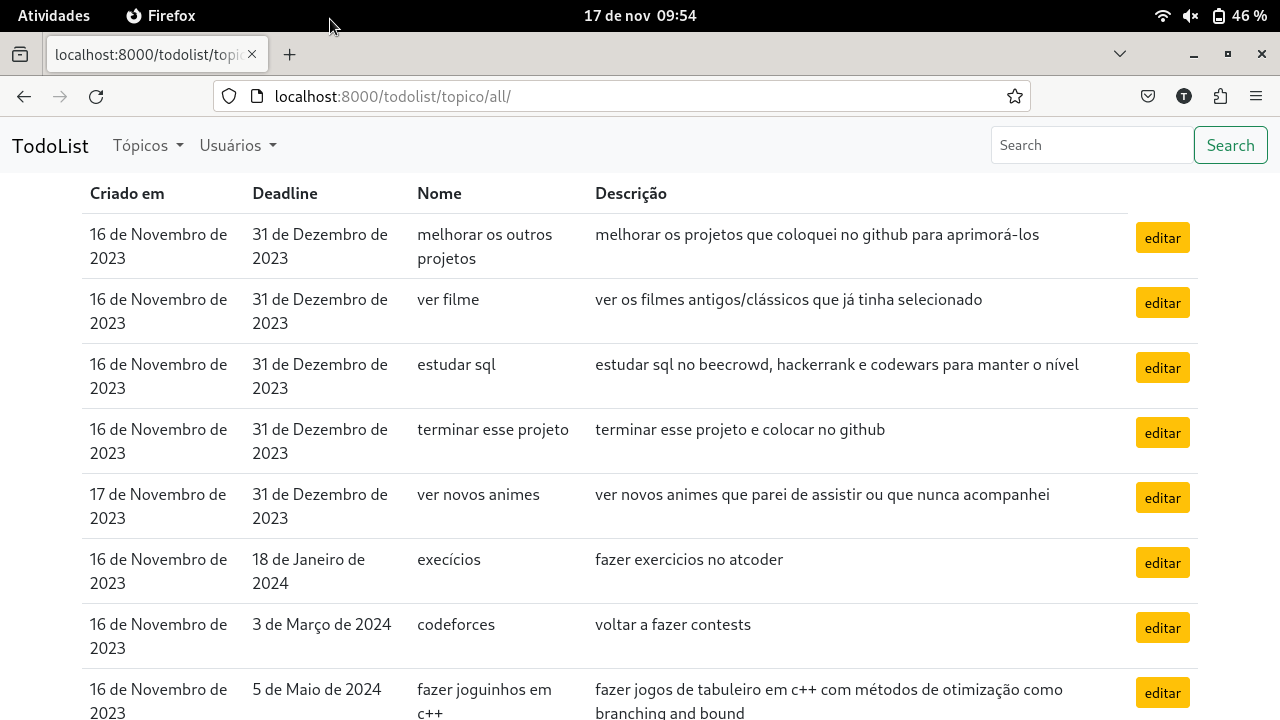 Atividades Firefox 17 de nov 09:54 46 %
localhost:8000/todolist/topic
localhost:8000/todolist/topico/all/
TodoList Tópicos Usuários Search Search
Criado em Deadline Nome Descrição
16 de Novembro de 31 de Dezembro de melhorar os outros melhorar os projetos que coloquei no github para aprimorá-los editar
2023 2023 projetos
16 de Novembro de 31 de Dezembro de ver filme ver os filmes antigos/clássicos que já tinha selecionado editar
2023 2023
16 de Novembro de 31 de Dezembro de estudar sql estudar sql no beecrowd, hackerrank e codewars para manter o nível editar
2023 2023
16 de Novembro de 31 de Dezembro de terminar esse projeto terminar esse projeto e colocar no github editar
2023 2023
17 de Novembro de 31 de Dezembro de ver novos animes ver novos animes que parei de assistir ou que nunca acompanhei editar
2023 2023
16 de Novembro de 18 de Janeiro de execícios fazer exercicios no atcoder editar
2023 2024
16 de Novembro de 3 de Março de 2024 codeforces voltar a fazer contests editar
2023
16 de Novembro de 5 de Maio de 2024 fazer joguinhos em fazer jogos de tabuleiro em c++ com métodos de otimização como editar
2023 c++ branching and bound